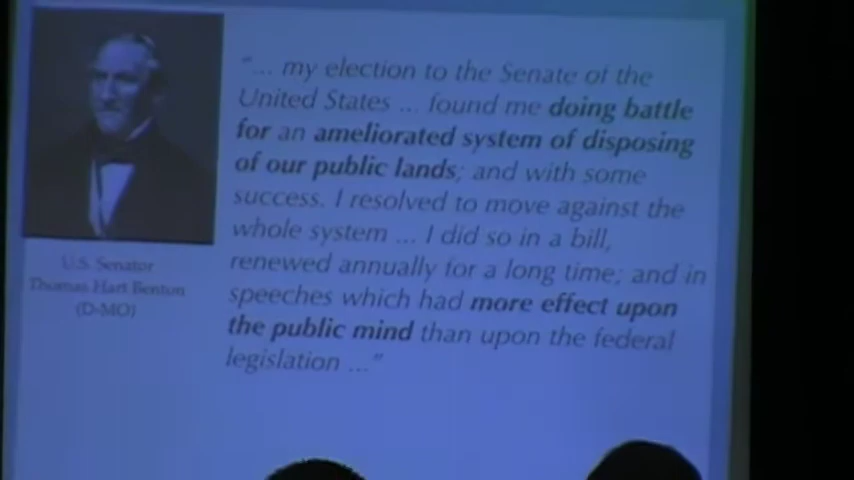 "... my election to the Senate of the
United States ... found me doing battle
for an ameliorated system of disposing
of our public lands; and with some
success. I resolved to move against the
whole system ... I did so in a bill,
renewed annually for a long time; and in
speeches which had more effect upon
the public mind than upon the federal
legislation ..."
U.S. Senator
Thomas Hart Benton
(D-MO)